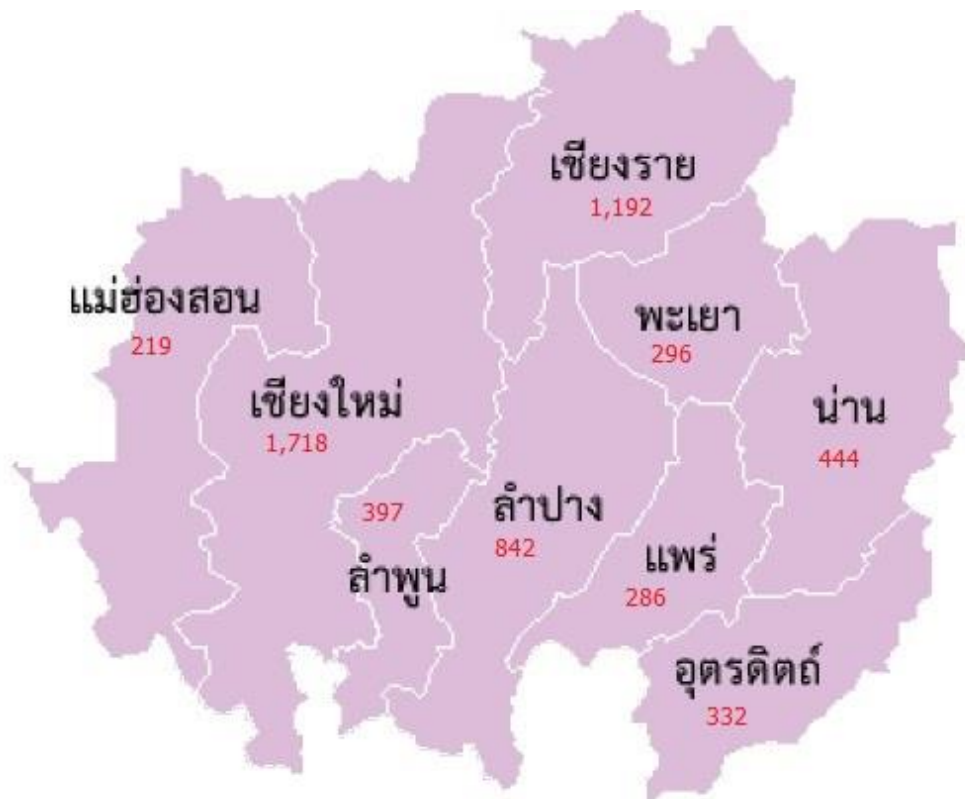 เชียงราย
1,192
แม่ฮ่องสอน
219
พะเยา
296
เชียงใหม่
1,718
น่าน
444
397
ลำพูน
ลำปาง
842
แพร่
286
อุตรดิตถ์
332